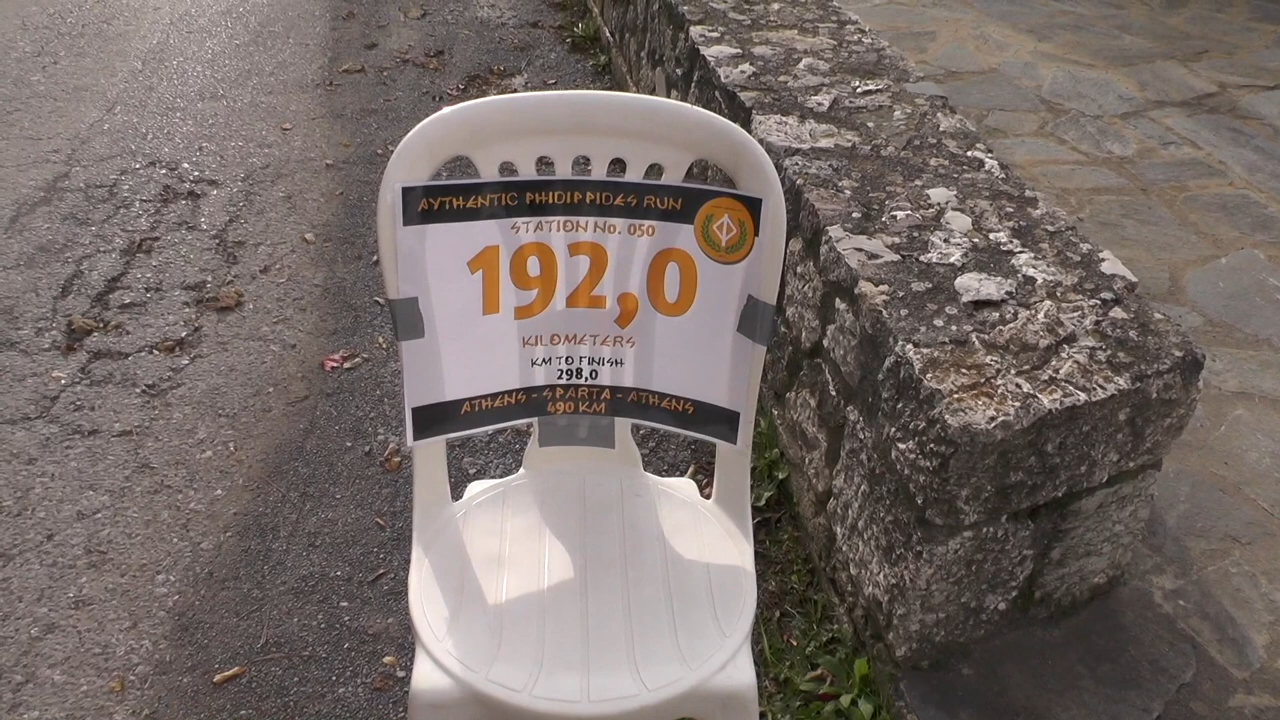 AYTHENTIC PHIDIPPIDES RUN
STATION No. 050
192,0
KILOMETERS
KM TO FINISH
298,0
ATHENS - SPARTA - ATHENS
490 KM